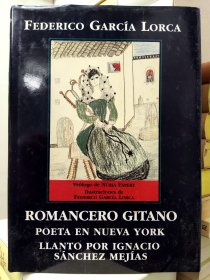 FEDERICO GARCÍA LORCA
Prólogo de NURIA ESPERT
Ilustraciones de
FEDERICO GARCÍA LORCA
ROMANCERO GITANO
POETA EN NUEVA YORK
LLANTO POR IGNACIO
SÁNCHEZ MEJÍAS